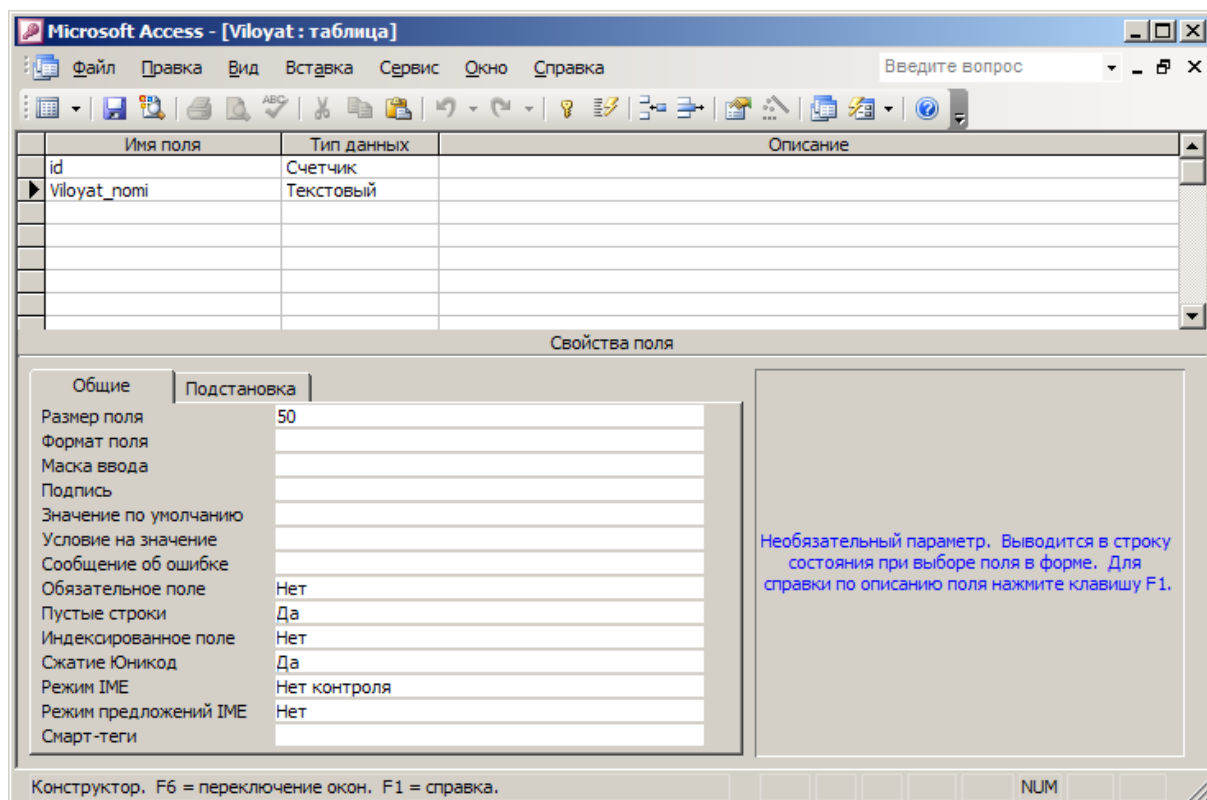 Microsoft Access - [Viloyat : таблица]
Файл Правка Вид Вставка Сервис Окно Справка Введите вопрос
ABC
Имя поля Тип данных Описание
id Счетчик
Viloyat_nomi Текстовый
Свойства поля
Общие Подстановка
Размер поля 50
Формат поля
Маска ввода
Подпись
Значение по умолчанию
Условие на значение
Сообщение об ошибке
Обязательное поле Нет
Пустые строки Да
Индексированное поле Нет
Сжатие Юникод Да
Режим IME Нет контроля
Режим предложений IME Нет
Смарт-теги
Необязательный параметр. Выводится в строку
состояния при выборе поля в форме. Для
справки по описанию поля нажмите клавишу F1.
Конструктор. F6 = переключение окон. F1 = справка. NUM